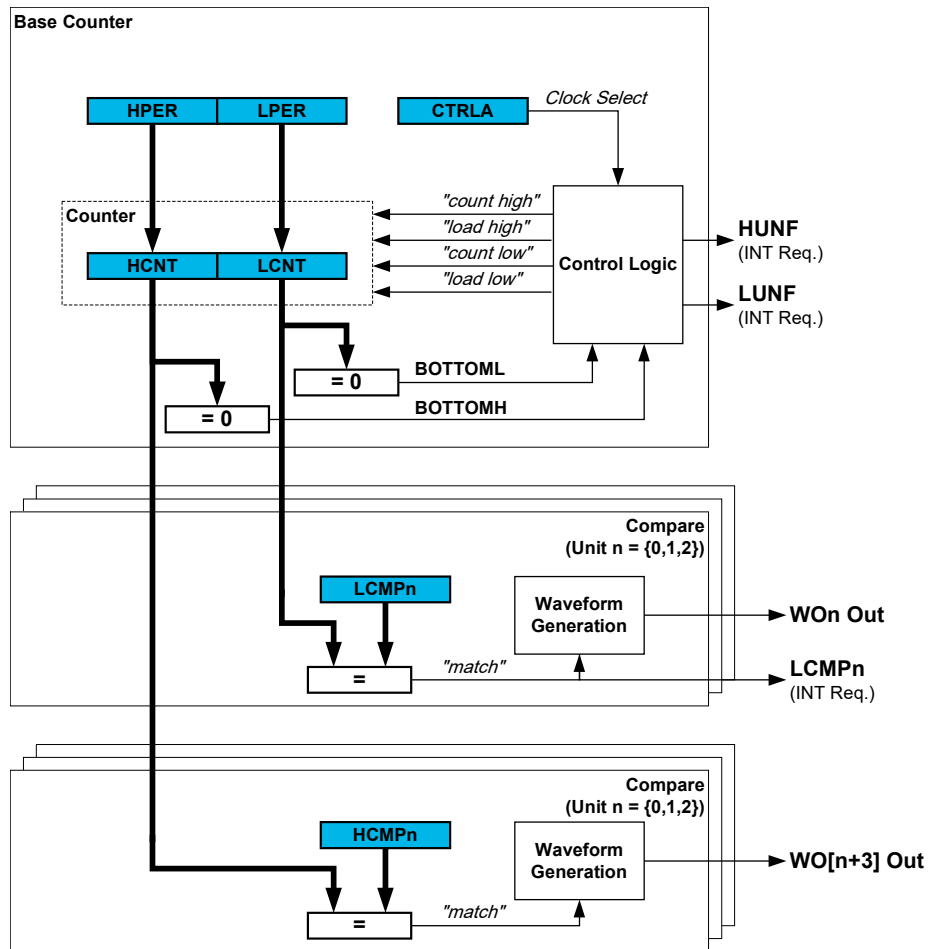 Base Counter
HPER
LPER
CTRLA
Clock Select
Counter
"count high"
"load high"
"count low"
"load low"
HCNT
LCNT
Control Logic
HUNF
(INT Req.)
LUNF
(INT Req.)
= 0
BOTTOML
= 0
BOTTOMH
Compare
(Unit n = {0,1,2})
LCMPn
Waveform
Generation
WOn Out
=
"match"
LCMPn
(INT Req.)
Compare
(Unit n = {0,1,2})
HCMPn
Waveform
Generation
WO[n+3] Out
=
"match"